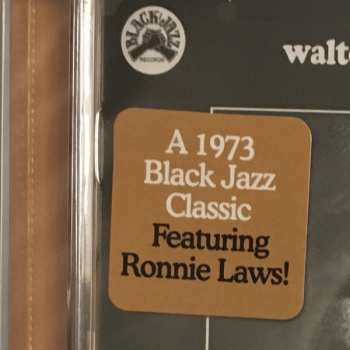 BLACK JAZZ
RECORDS
walt
A 1973
Black Jazz
Classic
Featuring
Ronnie Laws!